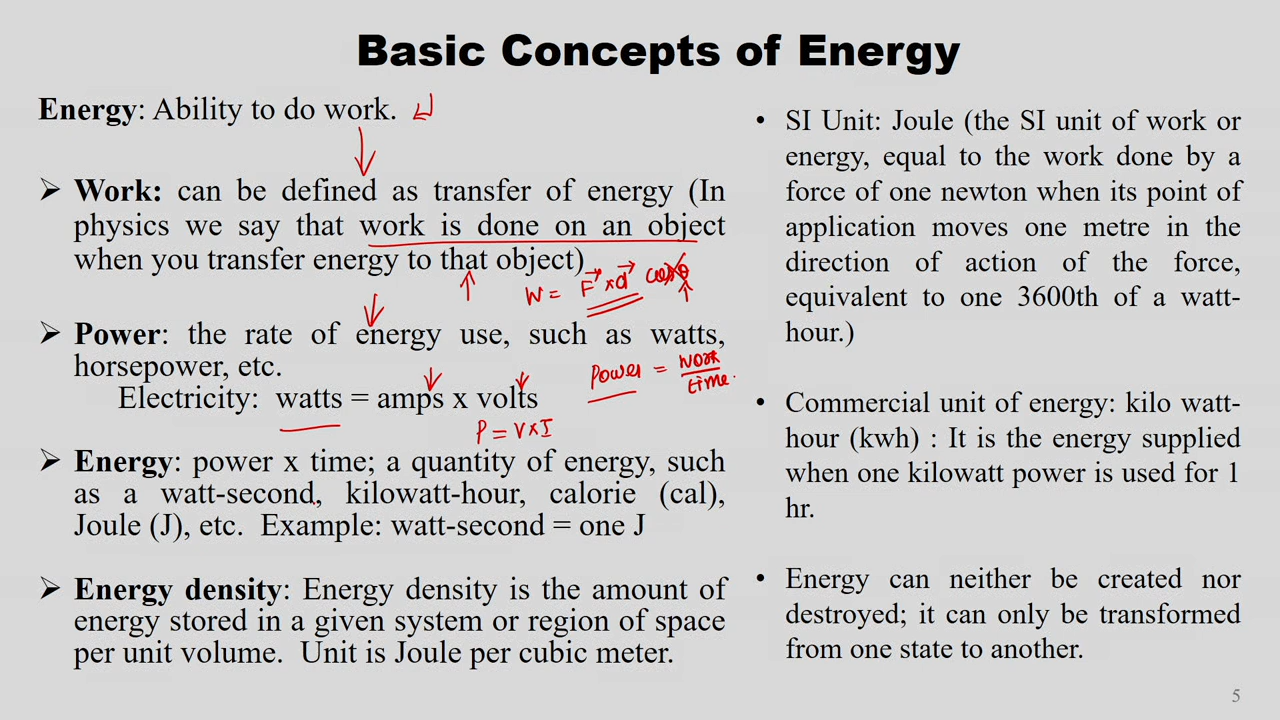 Basic Concepts of Energy
Energy: Ability to do work.
➤ Work: can be defined as transfer of energy (In
physics we say that work is done on an object
when you transfer energy to that object)
W = F x d cosθ
➤ Power: the rate of energy use, such as watts,
horsepower, etc.
Power = work
time.
Electricity: watts = amps x volts
P = V x I
➤ Energy: power x time; a quantity of energy, such
as a watt-second, kilowatt-hour, calorie (cal),
Joule (J), etc. Example: watt-second = one J
➤ Energy density: Energy density is the amount of
energy stored in a given system or region of space
per unit volume. Unit is Joule per cubic meter.
• SI Unit: Joule (the SI unit of work or
energy, equal to the work done by a
force of one newton when its point of
application moves one metre in the
direction of action of the force,
equivalent to one 3600th of a watt-
hour.)
• Commercial unit of energy: kilo watt-
hour (kwh) : It is the energy supplied
when one kilowatt power is used for 1
hr.
• Energy can neither be created nor
destroyed; it can only be transformed
from one state to another.
5